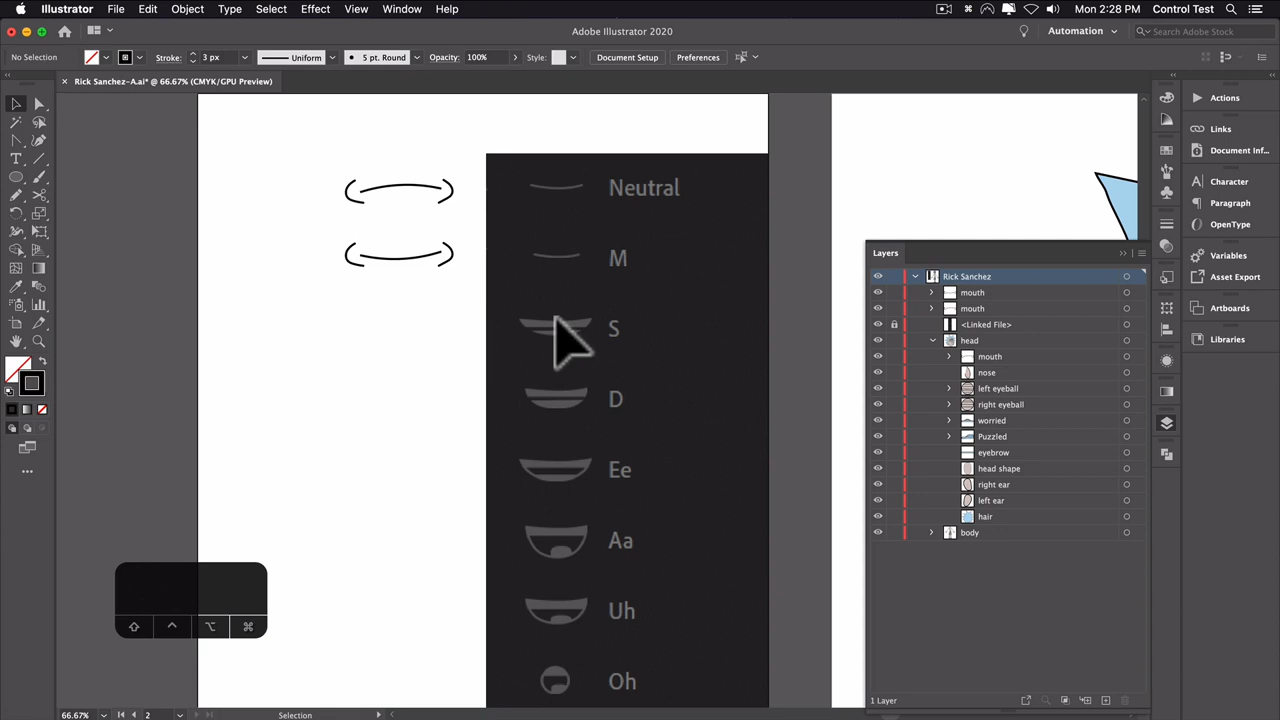 Illustrator File Edit Object Type Select Effect View Window Help Mon 2:28 PM Control Test
Adobe Illustrator 2020 Automation Search Adobe Stock
No Selection Stroke: 3 px Uniform 5 pt. Round Opacity: 100% Style: Document Setup Preferences
Rick Sanchez-A.ai* @ 66.67% (CMYK/GPU Preview)
Neutral
M
S
D
Ee
Aa
Uh
Oh
Layers
Rick Sanchez
mouth
mouth
<Linked File>
head
mouth
nose
left eyeball
right eyeball
worried
Puzzled
eyebrow
head shape
right ear
left ear
hair
body
1 Layer
Actions
Links
Document Inf...
Character
Paragraph
OpenType
Variables
Asset Export
Artboards
Libraries
66.67% 2 Selection